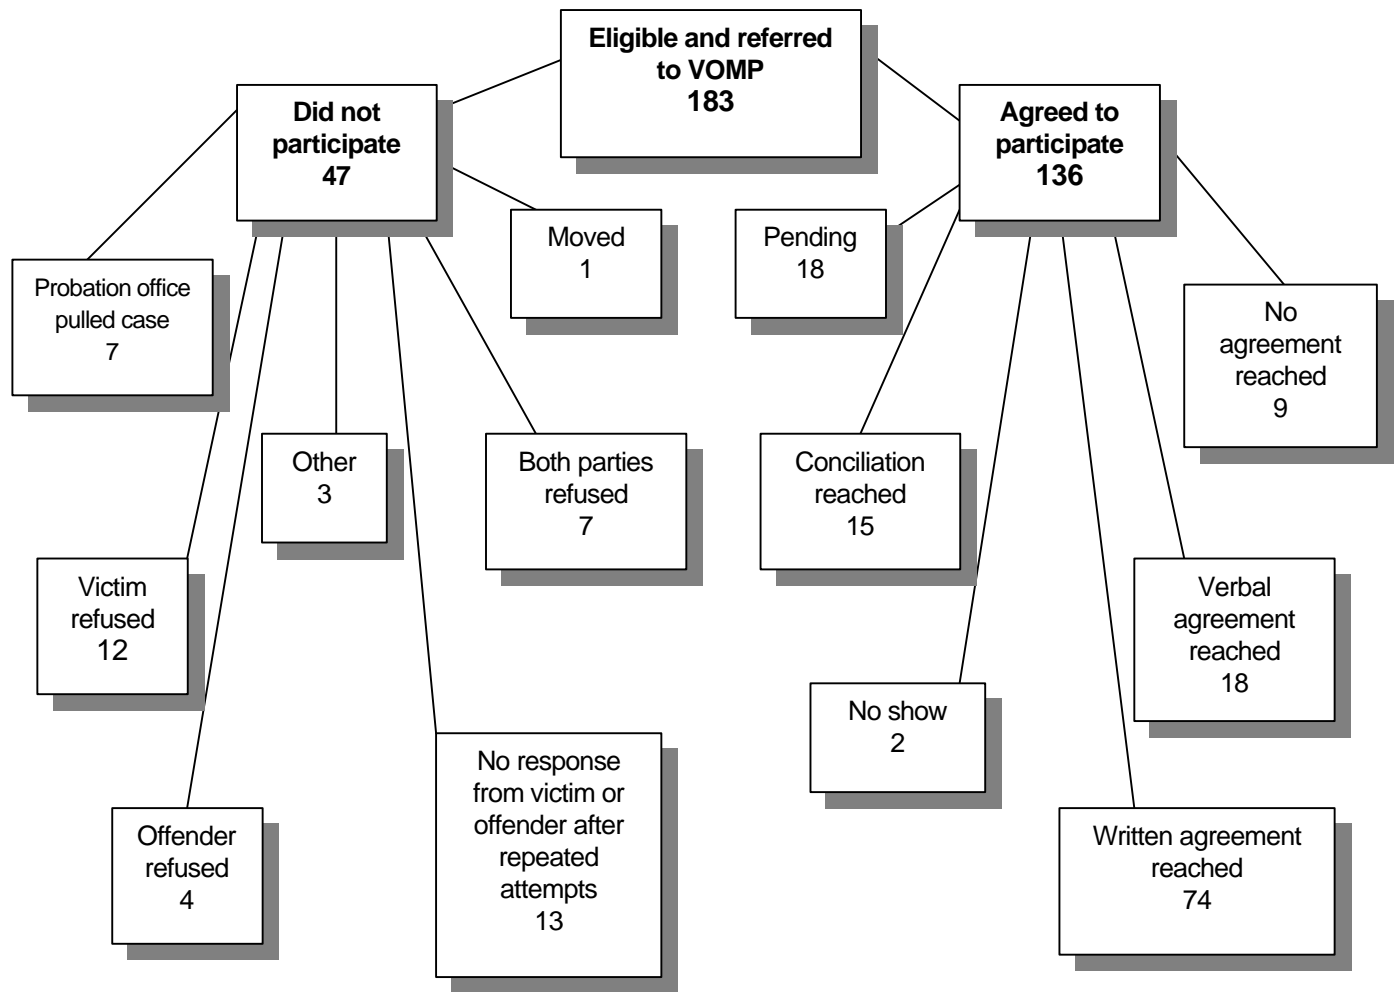 Eligible and referred
to VOMP
183
Did not
participate
47
Agreed to
participate
136
Moved
1
Pending
18
Probation office
pulled case
7
No
agreement
reached
9
Other
3
Both parties
refused
7
Conciliation
reached
15
Victim
refused
12
Verbal
agreement
reached
18
No show
2
No response
from victim or
offender after
repeated
attempts
13
Offender
refused
4
Written agreement
reached
74